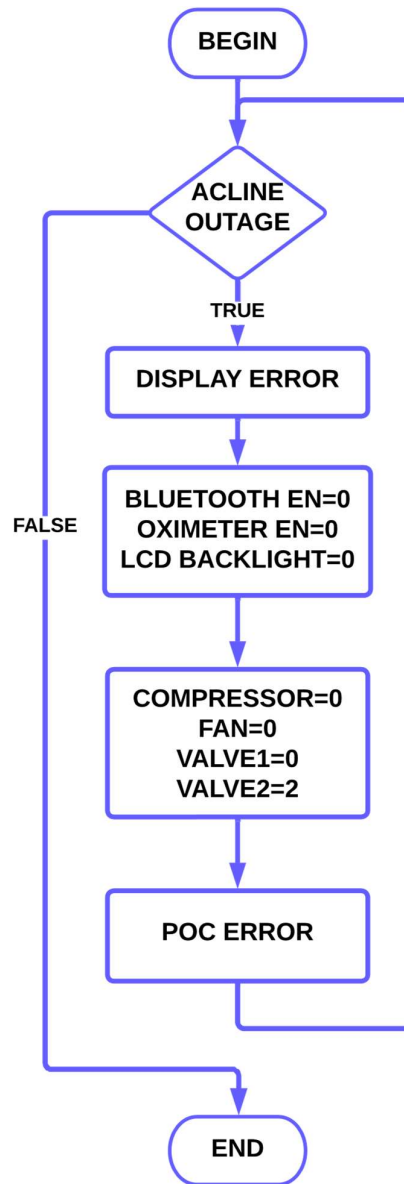 BEGIN
ACLINE
OUTAGE
TRUE
DISPLAY ERROR
BLUETOOTH EN=0
OXIMETER EN=0
LCD BACKLIGHT=0
FALSE
COMPRESSOR=0
FAN=0
VALVE1=0
VALVE2=2
POC ERROR
END